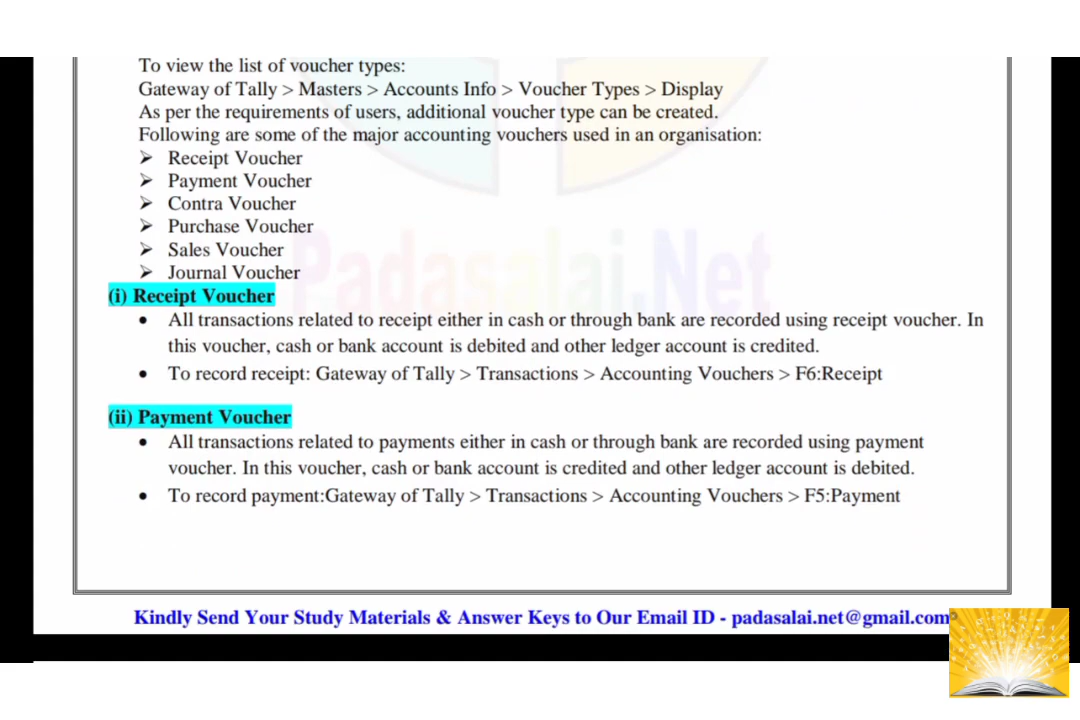 To view the list of voucher types:
Gateway of Tally > Masters > Accounts Info > Voucher Types > Display
As per the requirements of users, additional voucher type can be created.
Following are some of the major accounting vouchers used in an organisation:
➢ Receipt Voucher
➢ Payment Voucher
➢ Contra Voucher
➢ Purchase Voucher
➢ Sales Voucher
➢ Journal Voucher
Padasalai.Net
(i) Receipt Voucher
• All transactions related to receipt either in cash or through bank are recorded using receipt voucher. In
this voucher, cash or bank account is debited and other ledger account is credited.
• To record receipt: Gateway of Tally > Transactions > Accounting Vouchers > F6:Receipt
(ii) Payment Voucher
• All transactions related to payments either in cash or through bank are recorded using payment
voucher. In this voucher, cash or bank account is credited and other ledger account is debited.
• To record payment:Gateway of Tally > Transactions > Accounting Vouchers > F5:Payment
Kindly Send Your Study Materials & Answer Keys to Our Email ID - padasalai.net@gmail.com